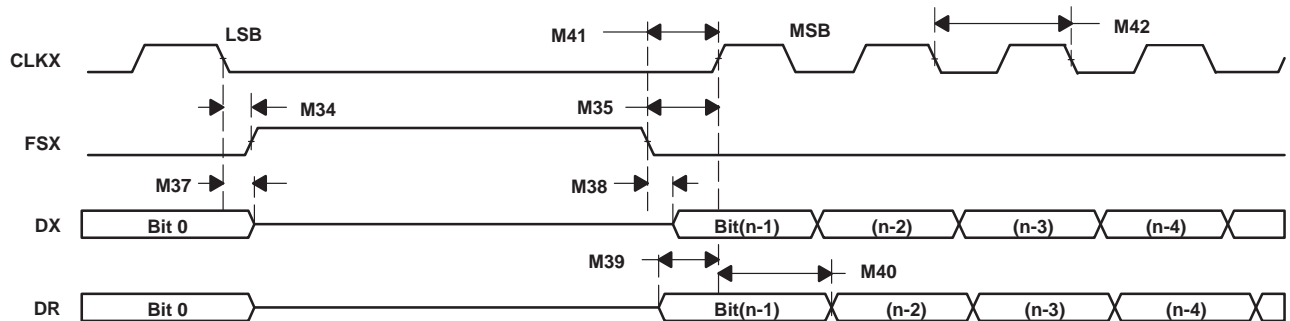 LSB
M41
MSB
M42
CLKX
M34
M35
FSX
M37
M38
DX
Bit 0
Bit(n-1)
(n-2)
(n-3)
(n-4)
M39
M40
DR
Bit 0
Bit(n-1)
(n-2)
(n-3)
(n-4)